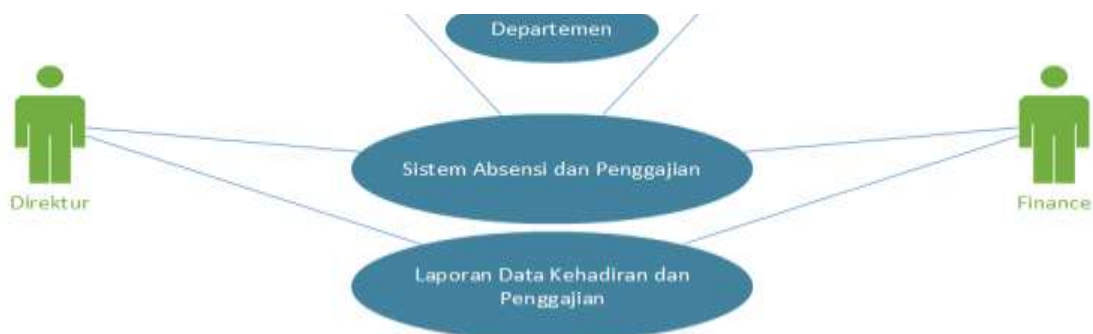 Departemen
Sistem Absensi dan Penggajian
Direktur
Finance
Laporan Data Kehadiran dan
Penggajian